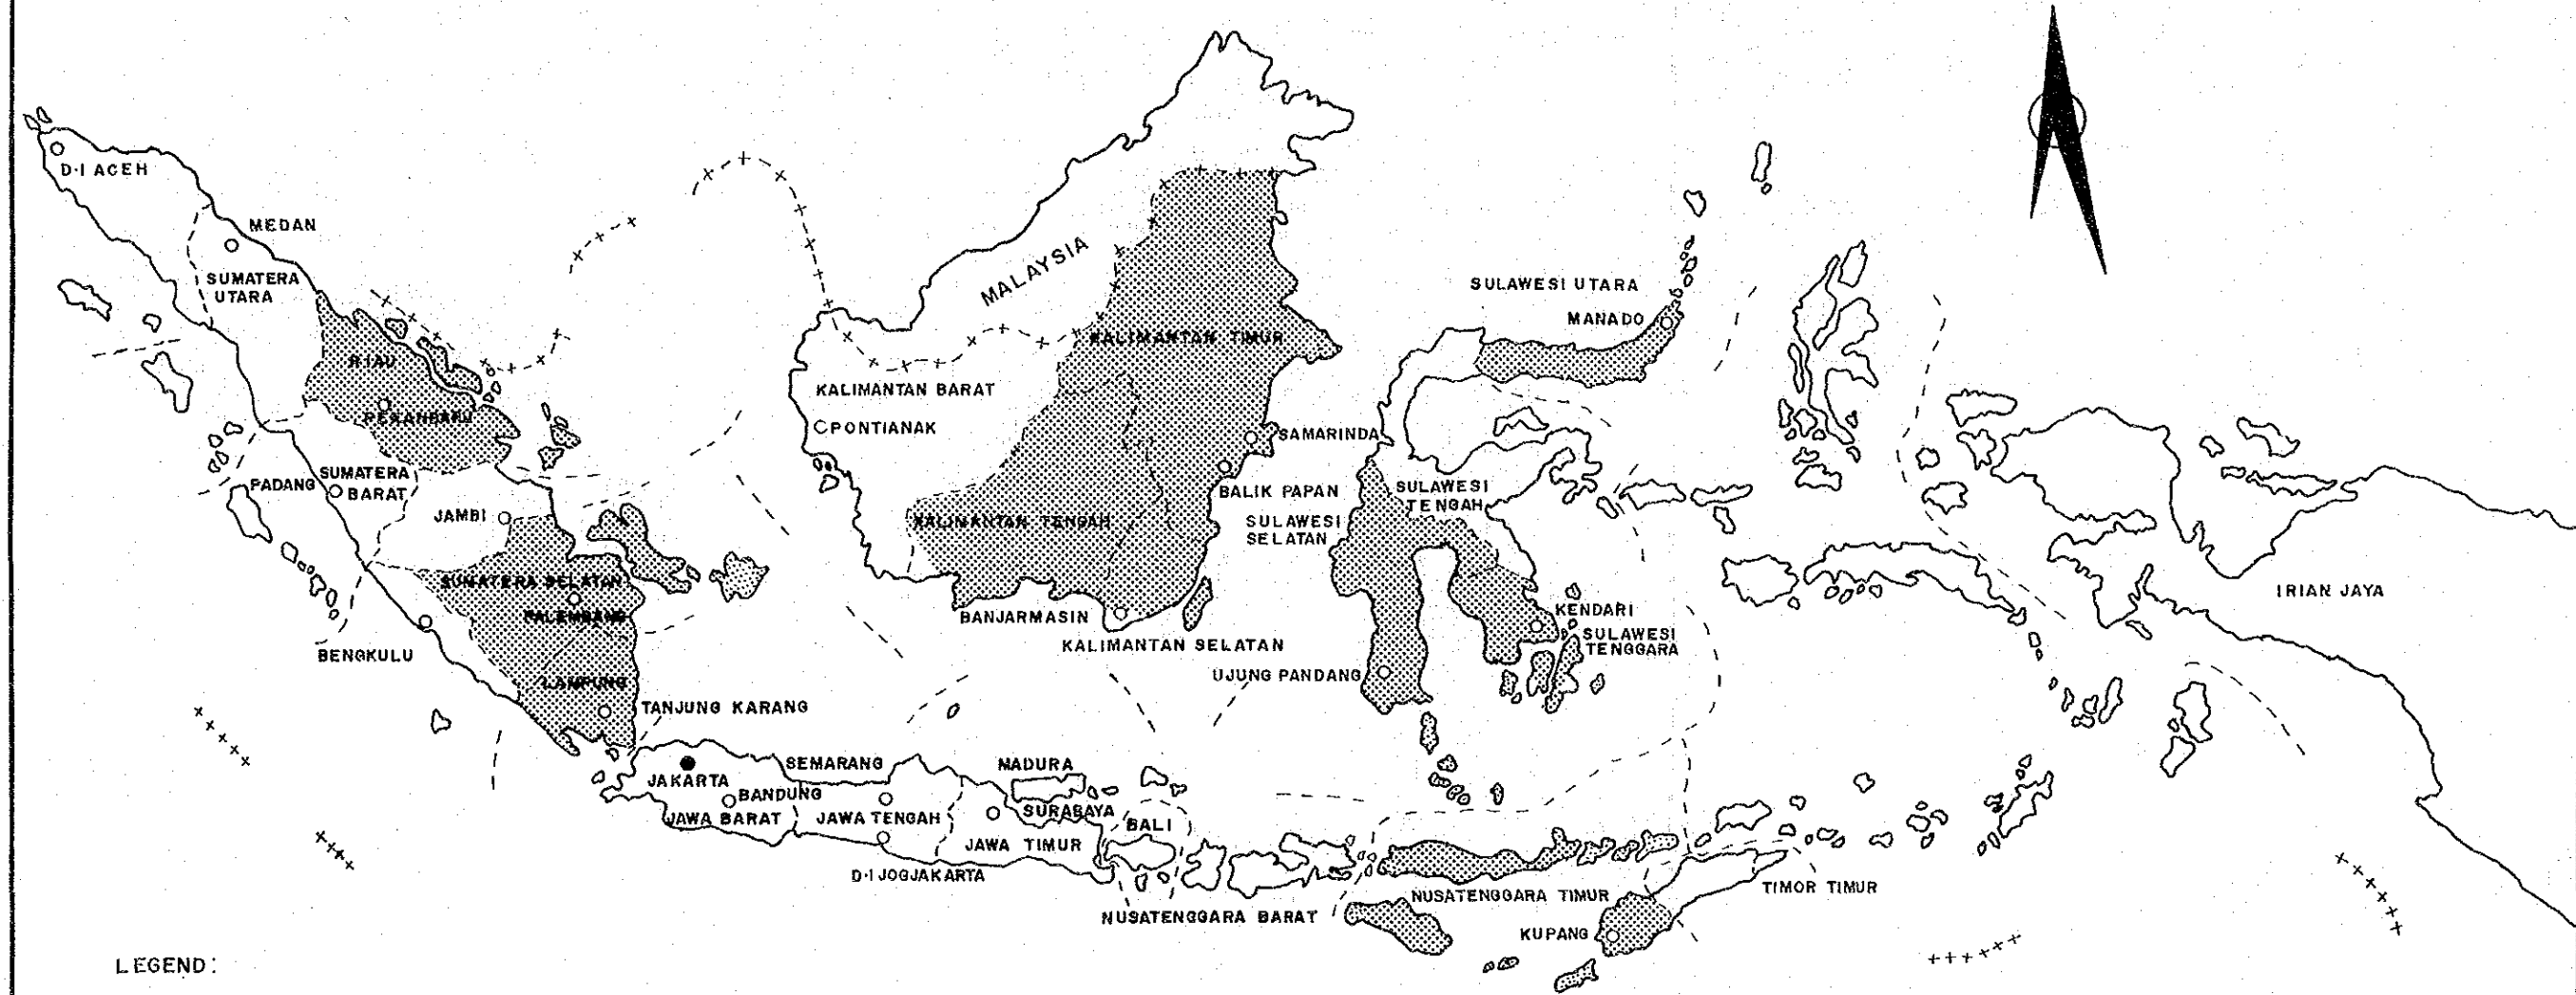 D·I ACEH
MEDAN
SUMATERA
UTARA
RIAU
PEKANBARU
PADANG
SUMATERA
BARAT
JAMBI
SUMATERA SELATAN
PALEMBANG
BENGKULU
LAMPUNG
TANJUNG KARANG
MALAYSIA
KALIMANTAN TIMUR
KALIMANTAN BARAT
PONTIANAK
SAMARINDA
BALIK PAPAN
KALIMANTAN TENGAH
BANJARMASIN
KALIMANTAN SELATAN
SULAWESI UTARA
MANADO
SULAWESI
TENGAH
SULAWESI
SELATAN
KENDARI
SULAWESI
TENGGARA
UJUNG PANDANG
IRIAN JAYA
JAKARTA
BANDUNG
JAWA BARAT
SEMARANG
JAWA TENGAH
D·I JOGJAKARTA
MADURA
SURABAYA
JAWA TIMUR
BALI
NUSATENGGARA BARAT
NUSATENGGARA TIMUR
KUPANG
TIMOR TIMUR
LEGEND: